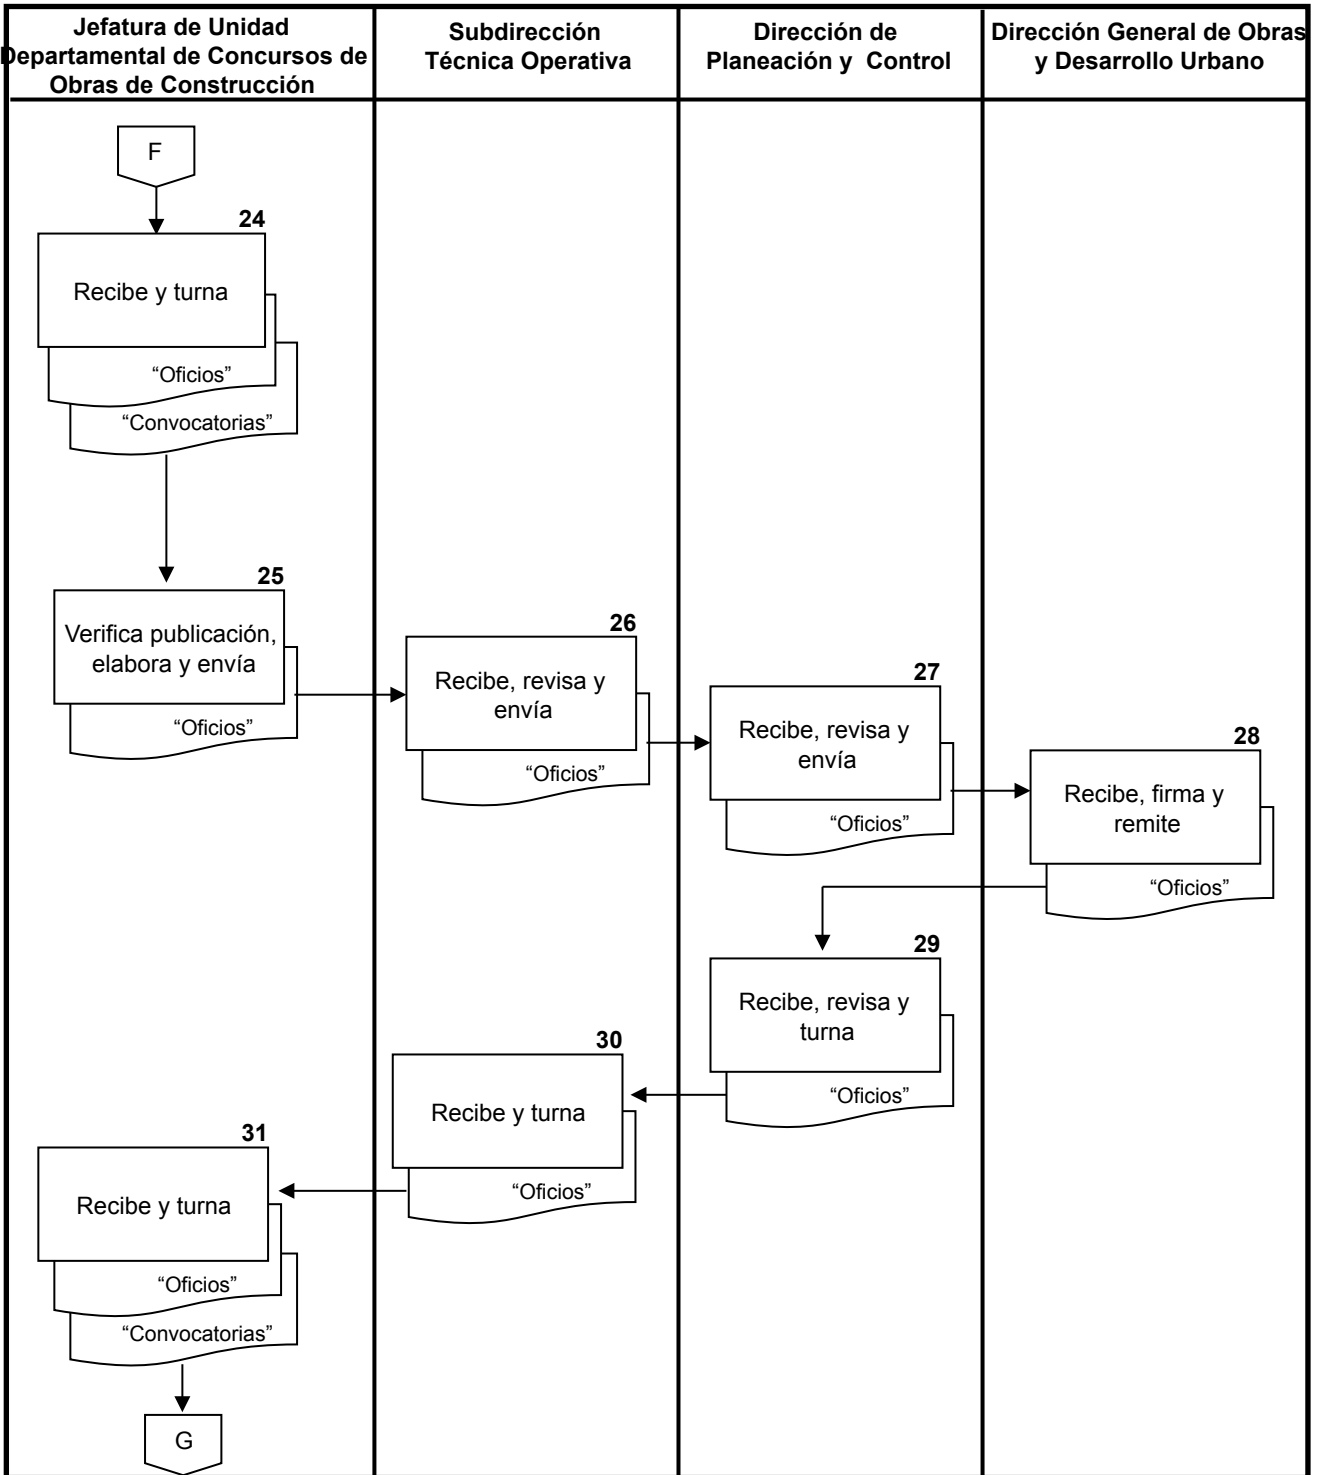 Jefatura de Unidad
Departamental de Concursos de
Obras de Construcción
Subdirección
Técnica Operativa
Dirección de
Planeación y Control
Dirección General de Obras
y Desarrollo Urbano
F
24
Recibe y turna
“Oficios”
“Convocatorias”
25
Verifica publicación,
elabora y envía
“Oficios”
26
Recibe, revisa y
envía
“Oficios”
27
Recibe, revisa y
envía
“Oficios”
28
Recibe, firma y
remite
“Oficios”
29
Recibe, revisa y
turna
“Oficios”
30
Recibe y turna
“Oficios”
31
Recibe y turna
“Oficios”
“Convocatorias”
G